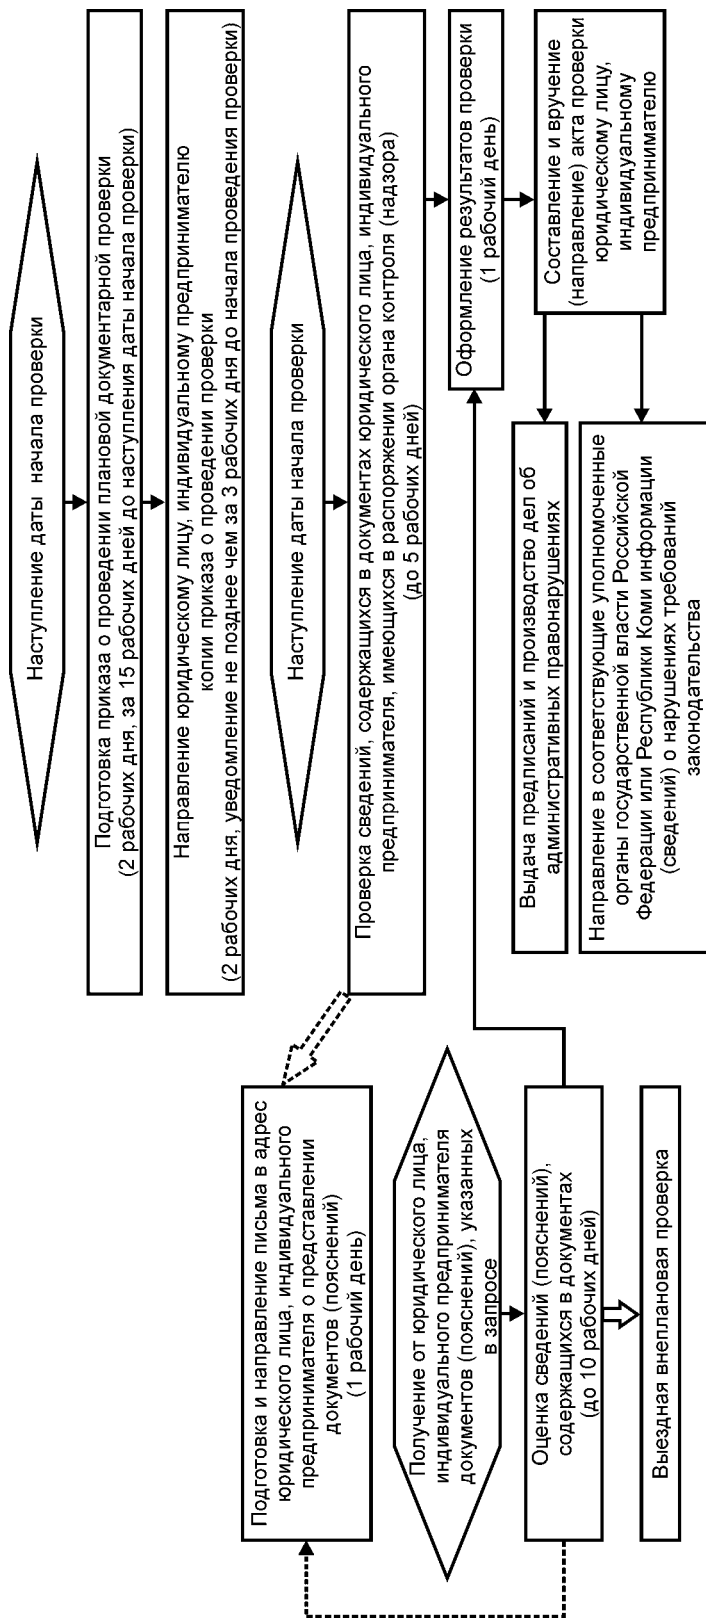 Наступление даты начала проверки
Подготовка приказа о проведении плановой документарной проверки
(2 рабочих дня, за 15 рабочих дней до наступления даты начала проверки)
Направление юридическому лицу, индивидуальному предпринимателю
копии приказа о проведении проверки
(2 рабочих дня, уведомление не позднее чем за 3 рабочих дня до начала проведения проверки)
Наступление даты начала проверки
Проверка сведений, содержащихся в документах юридического лица, индивидуального
предпринимателя, имеющихся в распоряжении органа контроля (надзора)
(до 5 рабочих дней)
Подготовка и направление письма в адрес
юридического лица, индивидуального
предпринимателя о представлении
документов (пояснений)
(1 рабочий день)
Получение от юридического лица,
индивидуального предпринимателя
документов (пояснений), указанных
в запросе
Оценка сведений (пояснений),
содержащихся в документах
(до 10 рабочих дней)
Выездная внеплановая проверка
Оформление результатов проверки
(1 рабочий день)
Составление и вручение
(направление) акта проверки
юридическому лицу,
индивидуальному
предпринимателю
Выдача предписаний и производство дел об
административных правонарушениях
Направление в соответствующие уполномоченные
органы государственной власти Российской
Федерации или Республики Коми информации
(сведений) о нарушениях требований
законодательства